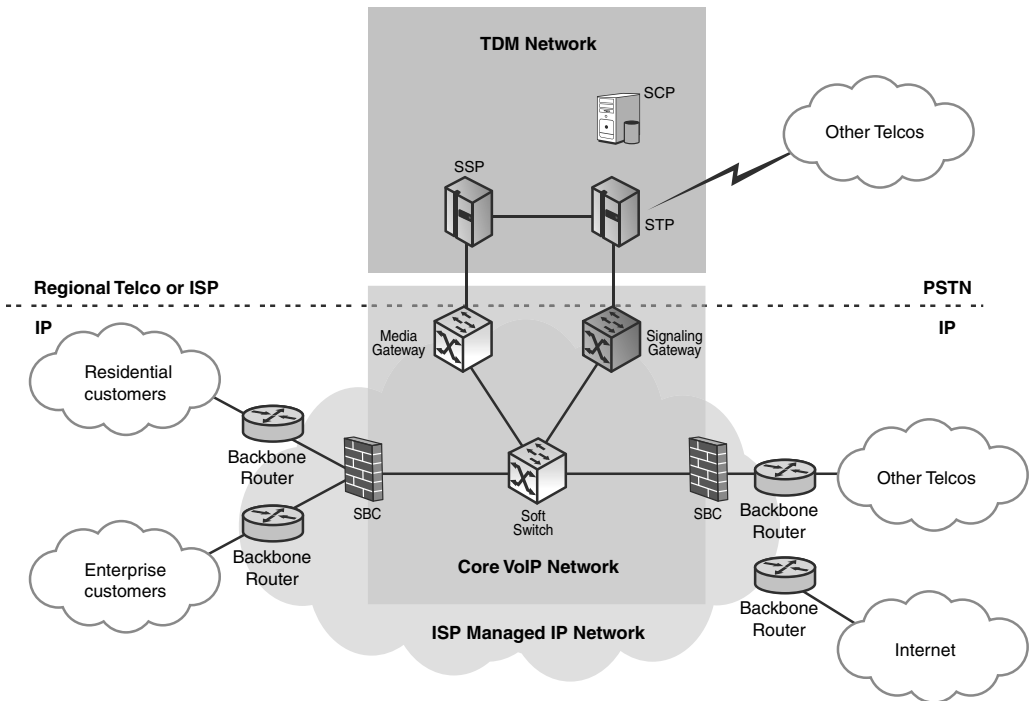 TDM Network
SCP
Other Telcos
SSP
STP
Regional Telco or ISP
PSTN
IP
IP
Media
Gateway
Signaling
Gateway
Residential
customers
Backbone
Router
SBC
Soft
Switch
SBC
Backbone
Router
Other Telcos
Enterprise
customers
Backbone
Router
Core VoIP Network
Backbone
Router
ISP Managed IP Network
Internet